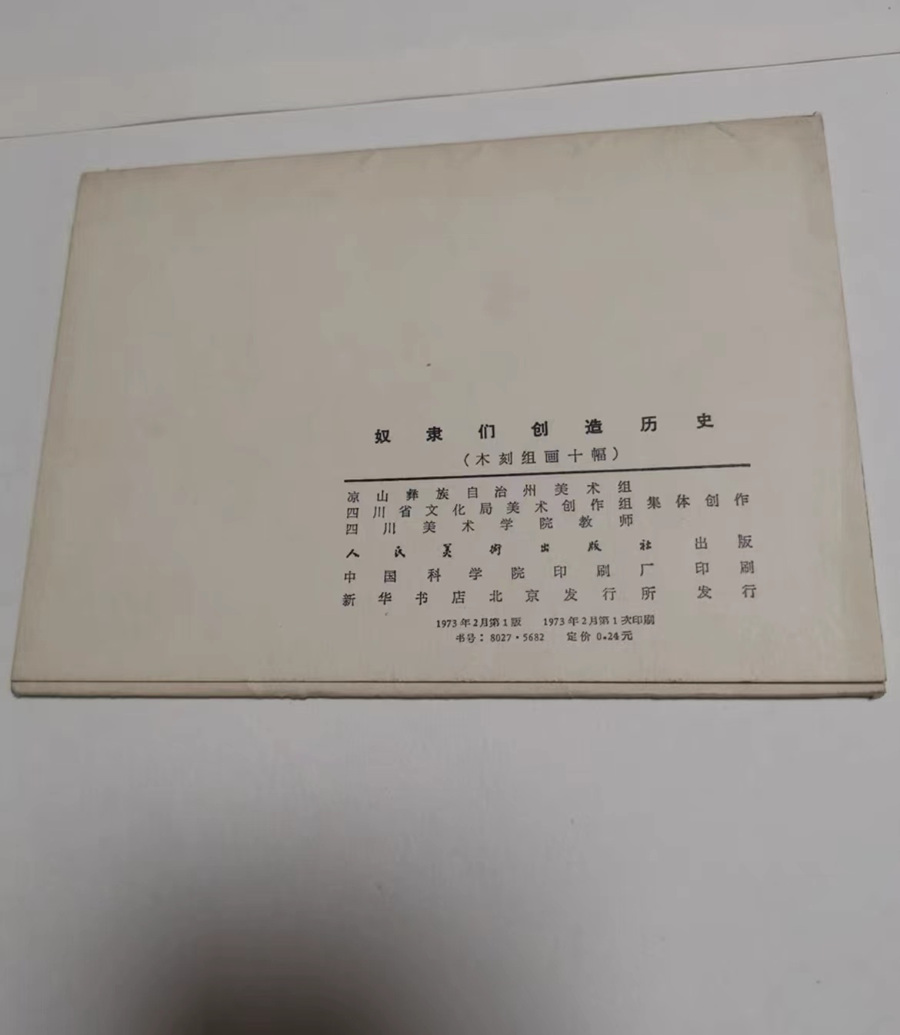 奴隶们创造历史
（木刻组画十幅）
凉山彝族自治州美术组
四川省文化局美术创作组集体创作
四川美术学院教师
人民美術出版社 出版
中国科学院印刷厂 印刷
新华书店北京发行所 发行
1973年2月第1版 1973年2月第1次印刷
书号：8027·5682 定价 0.24元